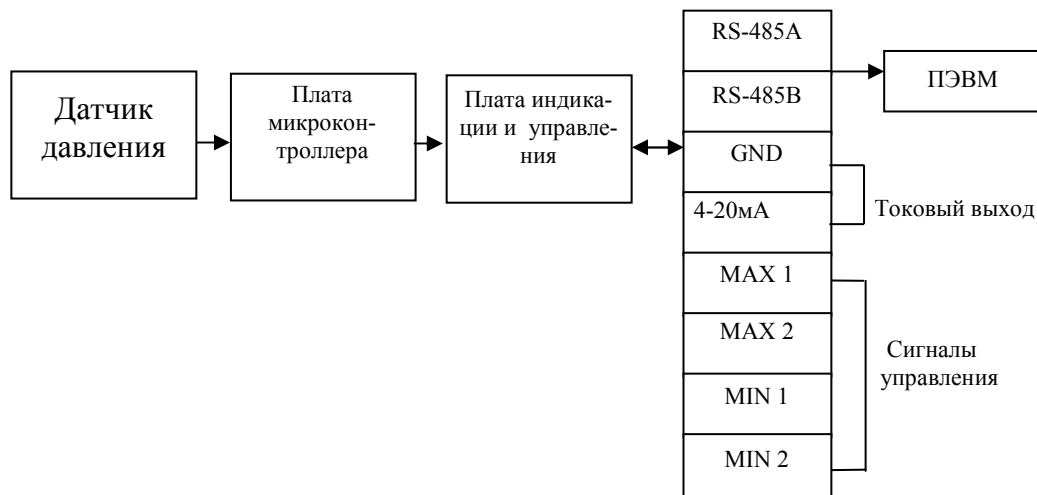 Датчик
давления
Плата
микрокон-
троллера
Плата индика-
ции и управле-
ния
RS-485A
RS-485B
GND
4-20мА
MAX 1
MAX 2
MIN 1
MIN 2
ПЭВМ
Токовый выход
Сигналы
управления